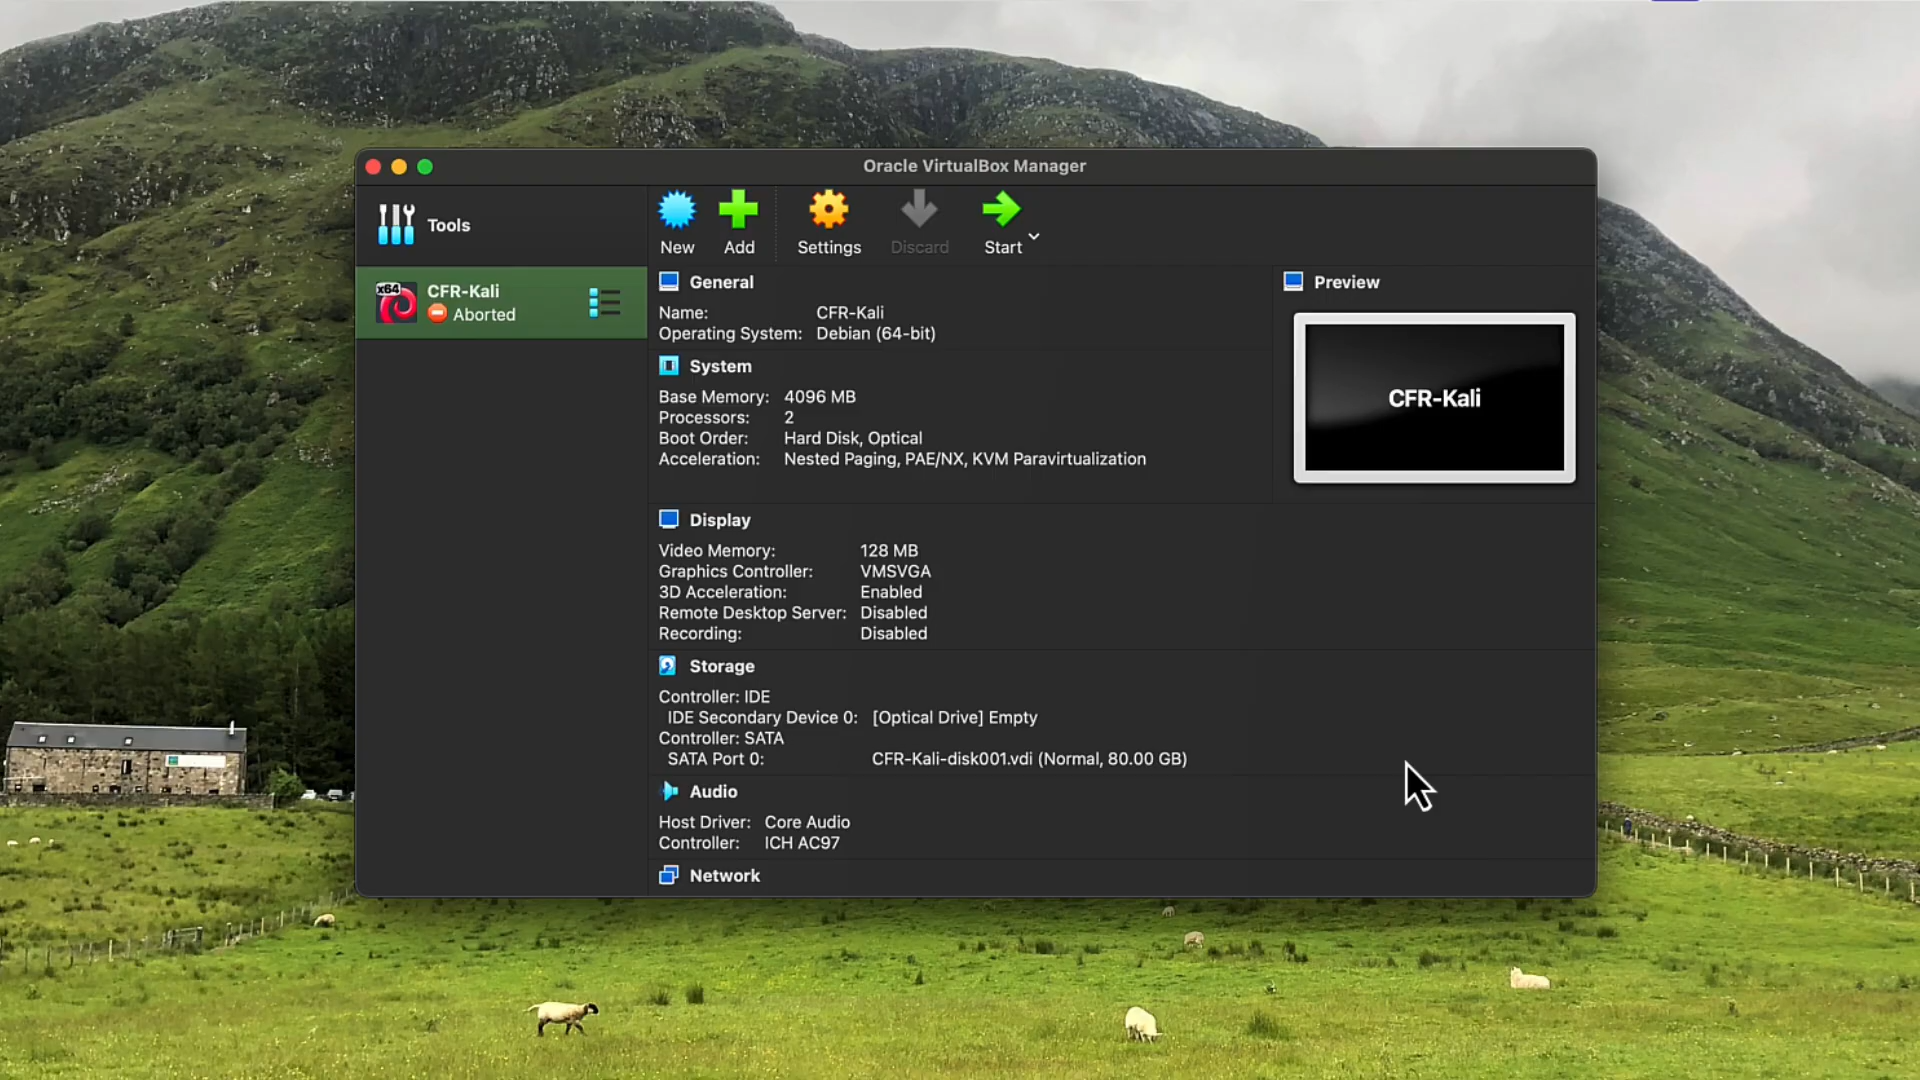 Oracle VirtualBox Manager
Tools
New
Add
Settings
Discard
Start
x64
CFR-Kali
Aborted
General
Name: CFR-Kali
Operating System: Debian (64-bit)
System
Base Memory: 4096 MB
Processors: 2
Boot Order: Hard Disk, Optical
Acceleration: Nested Paging, PAE/NX, KVM Paravirtualization
Preview
CFR-Kali
Display
Video Memory: 128 MB
Graphics Controller: VMSVGA
3D Acceleration: Enabled
Remote Desktop Server: Disabled
Recording: Disabled
Storage
Controller: IDE
IDE Secondary Device 0: [Optical Drive] Empty
Controller: SATA
SATA Port 0: CFR-Kali-disk001.vdi (Normal, 80.00 GB)
Audio
Host Driver: Core Audio
Controller: ICH AC97
Network